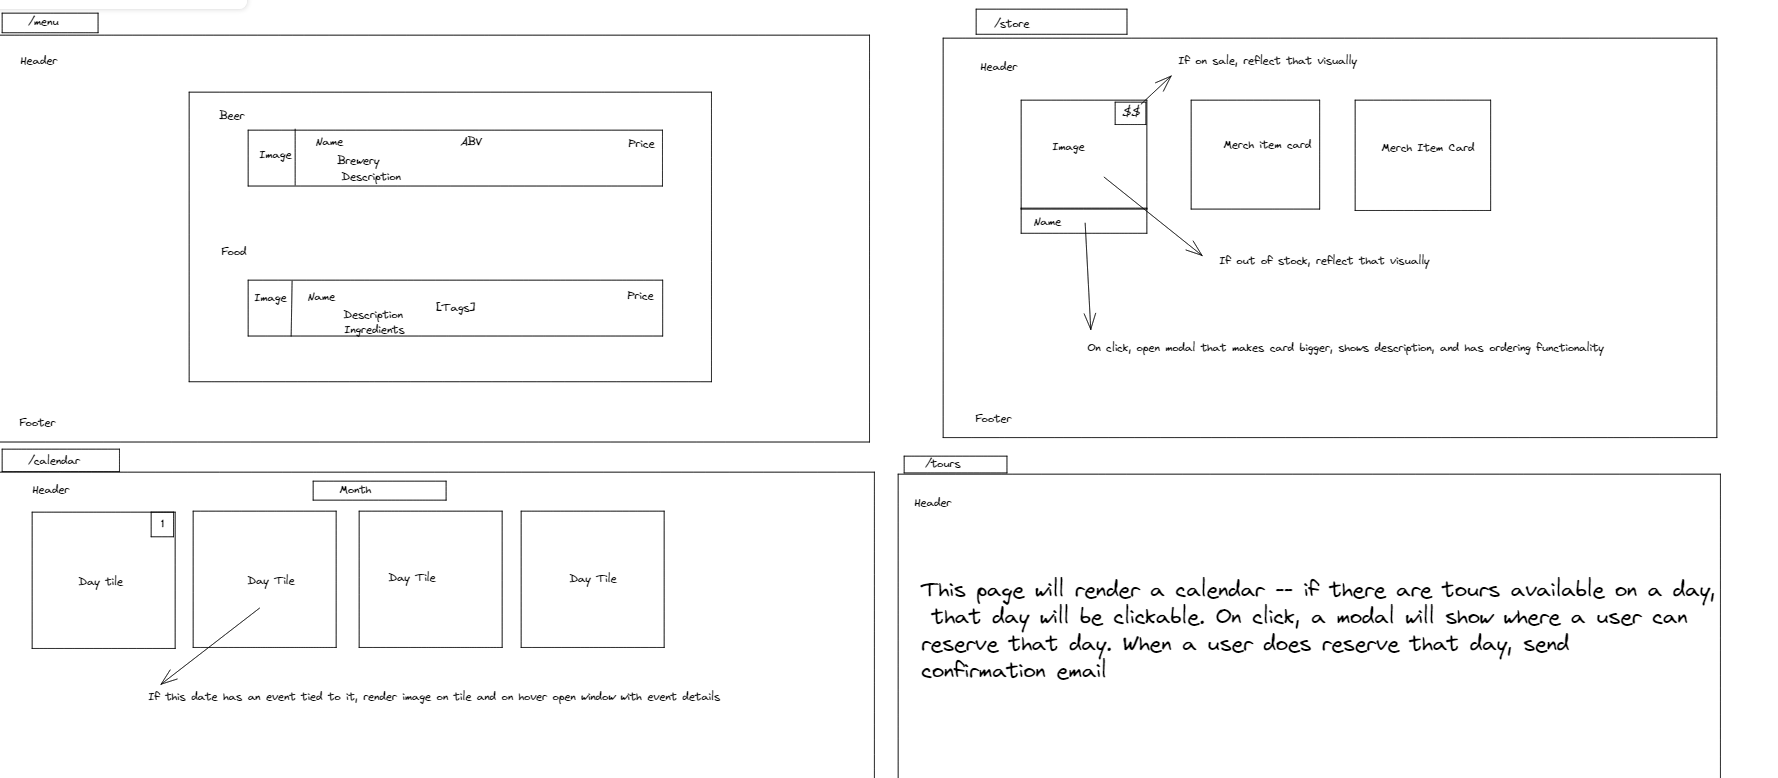 /menu
Header
Beer
Image
Name
ABV
Price
Brewery
Description
Food
Image
Name
[Tags]
Price
Description
Ingredients
Footer
/store
Header
If on sale, reflect that visually
$$
Image
Merch item card
Merch Item Card
Name
If out of stock, reflect that visually
On click, open modal that makes card bigger, shows description, and has ordering functionality
Footer
/calendar
Header
Month
1
Day tile
Day Tile
Day Tile
Day Tile
If this date has an event tied to it, render image on tile and on hover open window with event details
/tours
Header
This page will render a calendar -- if there are tours available on a day,
that day will be clickable. On click, a modal will show where a user can
reserve that day. When a user does reserve that day, send
confirmation email